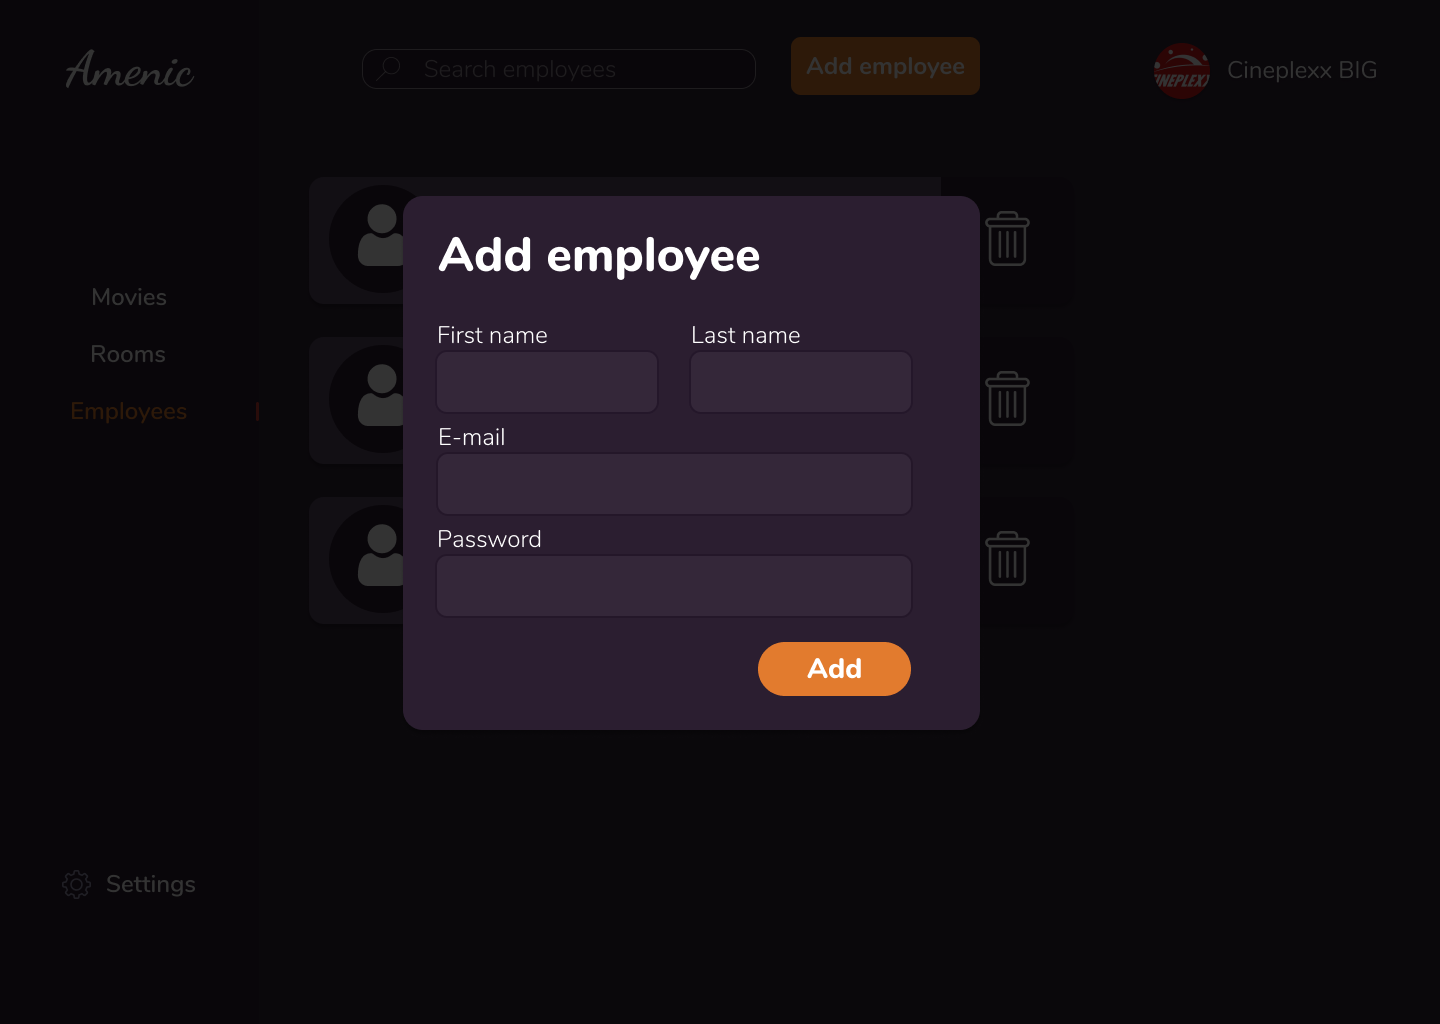 Amenic
Search employees
Add employee
CINEPLEXX
Cineplexx BIG
Movies
Rooms
Employees
Settings
Add employee
First name
Last name
E-mail
Password
Add